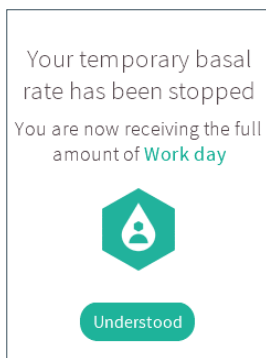 Your temporary basal
rate has been stopped
You are now receiving the full
amount of Work day
Understood